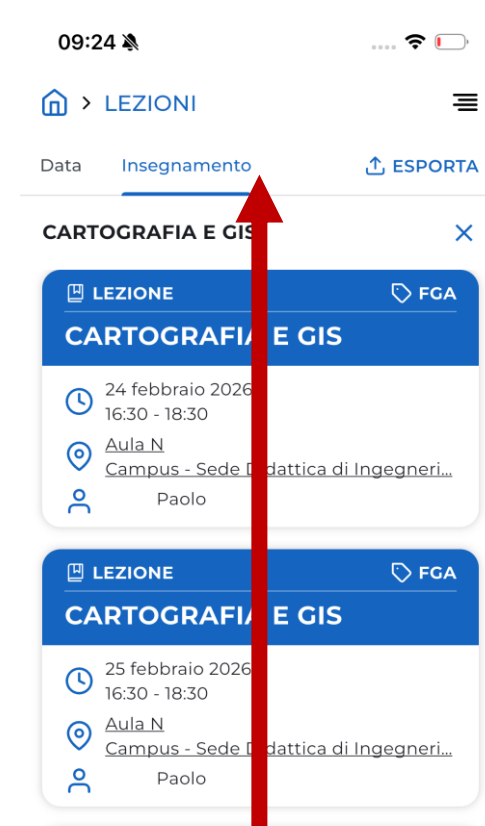 09:24
LEZIONI
Data Insegnamento ESPORTA
CARTOGRAFIA E GIS
LEZIONE FGA
CARTOGRAFIA E GIS
24 febbraio 2026
16:30 - 18:30
Aula N
Campus - Sede Didattica di Ingegneri...
Paolo
LEZIONE FGA
CARTOGRAFIA E GIS
25 febbraio 2026
16:30 - 18:30
Aula N
Campus - Sede Didattica di Ingegneri...
Paolo